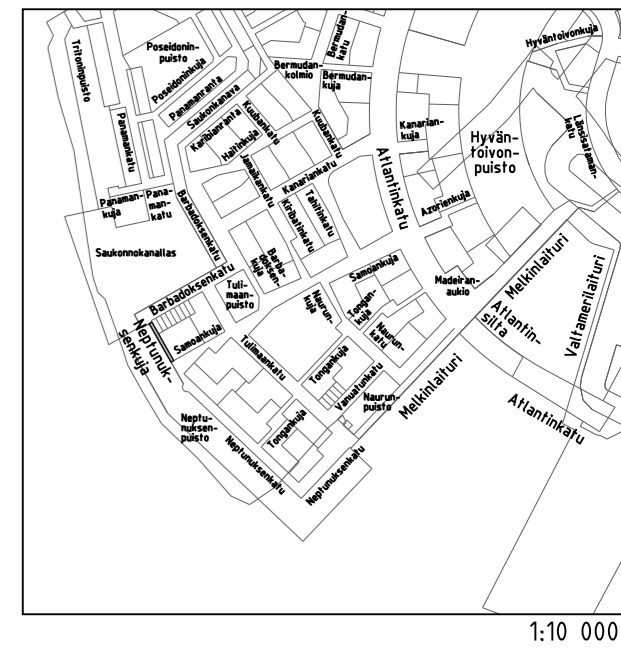 Tritoninpuisto
Poseidonin-
puisto
Poseidoninkuja
Panamanranta
Saukonkanava
Karibianranta
Haitinkuja
Kuubankatu
Bermudan-
katu
Bermudan-
kolmio
Bermudan-
kuja
Kuubankatu
Hyväntoivonkuja
Länssataman-
katu
Panamankatu
Kanarian-
kuja
Hyvän-
toivon-
puisto
Jamaikankatu
Kanariankatu
Atlantinkatu
Panaman-
kuja
Pana-
man-
katu
Barbadoksenkatu
Kiribatinkatu
Tahitinkatu
Azorienkuja
Saukonnokanallas
Barba-
doksen-
kuja
Samoankuja
Madeiran-
aukio
Melkinlaituri
Barbadoksenkatu
Tuli-
maan-
puisto
Naurun-
kuja
Tongan-
kuja
Naurun-
katu
Atlantin-
silta
Valtamerilaituri
Neptunuk-
senkuja
Samoankuja
Tulimaankatu
Tongankuja
Vanuatunkatu
Naurun-
puisto
Melkinlaituri
Atlantinkatu
Neptu-
nuksen-
puisto
Tongankuja
Neptunuksenkatu
Neptunuksenkatu
1:10 000